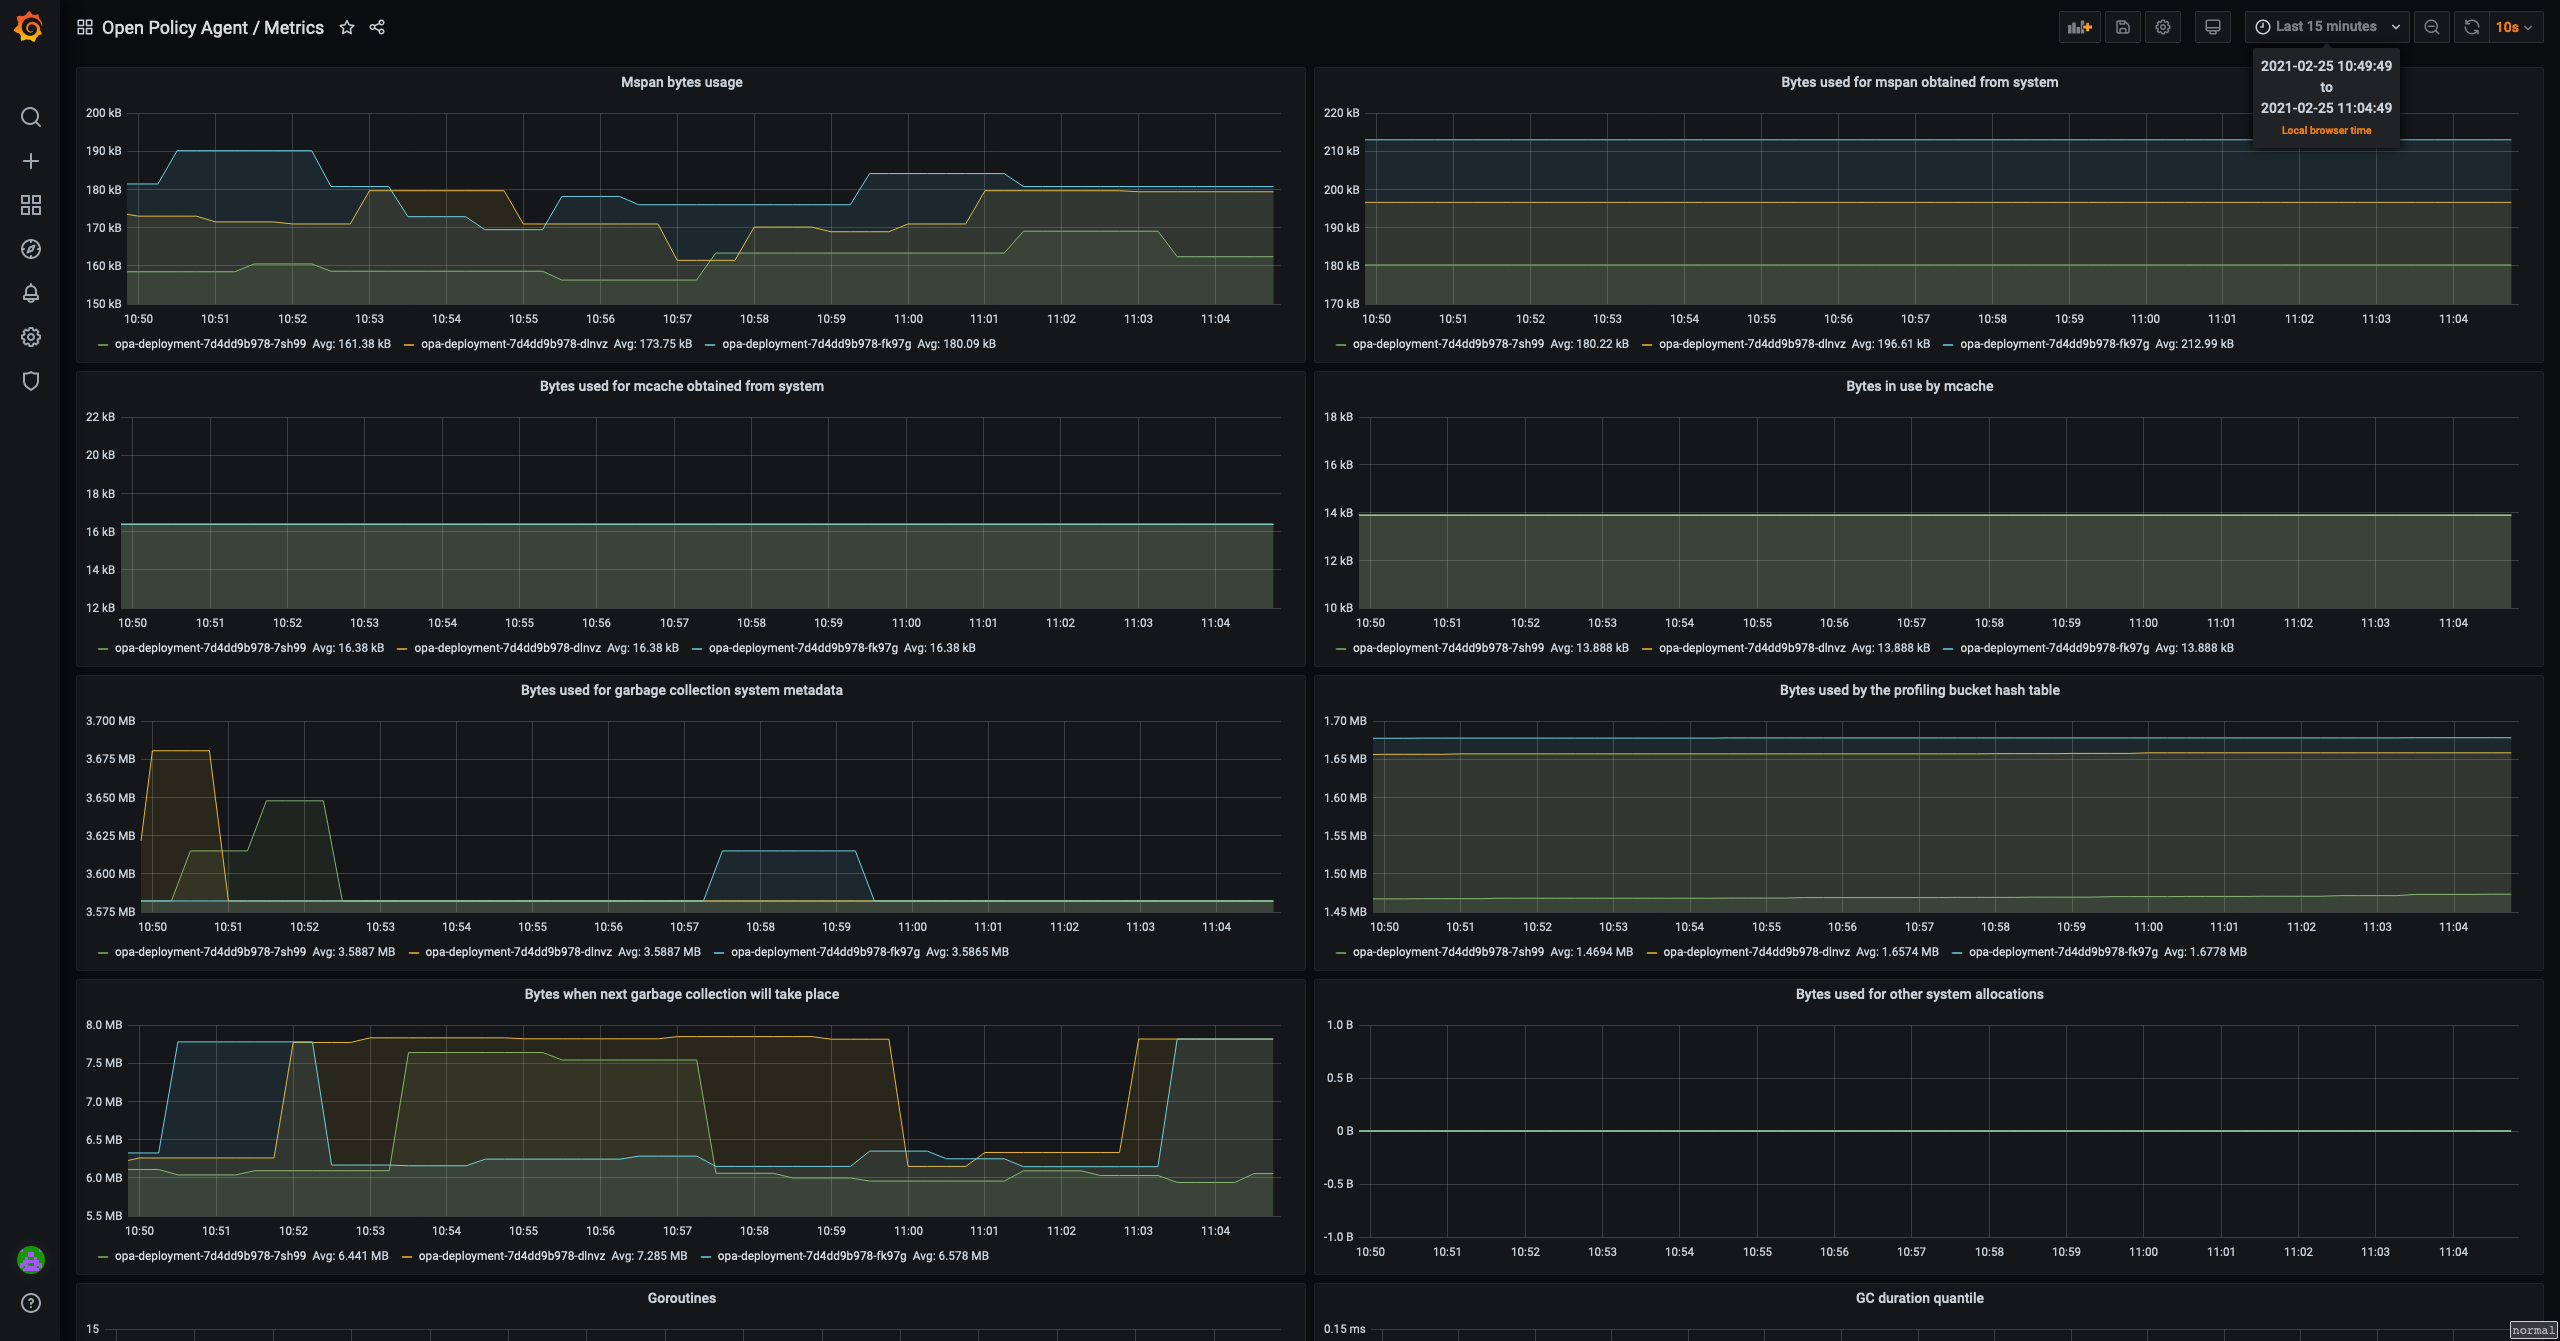 Open Policy Agent / Metrics
Last 15 minutes
10s
2021-02-25 10:49:49
to
2021-02-25 11:04:49
Local browser time
Mspan bytes usage
200 kB
190 kB
180 kB
170 kB
160 kB
150 kB
10:50 10:51 10:52 10:53 10:54 10:55 10:56 10:57 10:58 10:59 11:00 11:01 11:02 11:03 11:04
opa-deployment-7d4dd9b978-7sh99 Avg: 161.38 kB opa-deployment-7d4dd9b978-dlnvz Avg: 173.75 kB opa-deployment-7d4dd9b978-fk97g Avg: 180.09 kB
Bytes used for mspan obtained from system
220 kB
210 kB
200 kB
190 kB
180 kB
170 kB
10:50 10:51 10:52 10:53 10:54 10:55 10:56 10:57 10:58 10:59 11:00 11:01 11:02 11:03 11:04
opa-deployment-7d4dd9b978-7sh99 Avg: 180.22 kB opa-deployment-7d4dd9b978-dlnvz Avg: 196.61 kB opa-deployment-7d4dd9b978-fk97g Avg: 212.99 kB
Bytes used for mcache obtained from system
22 kB
20 kB
18 kB
16 kB
14 kB
12 kB
10:50 10:51 10:52 10:53 10:54 10:55 10:56 10:57 10:58 10:59 11:00 11:01 11:02 11:03 11:04
opa-deployment-7d4dd9b978-7sh99 Avg: 16.38 kB opa-deployment-7d4dd9b978-dlnvz Avg: 16.38 kB opa-deployment-7d4dd9b978-fk97g Avg: 16.38 kB
Bytes in use by mcache
18 kB
16 kB
14 kB
12 kB
10 kB
10:50 10:51 10:52 10:53 10:54 10:55 10:56 10:57 10:58 10:59 11:00 11:01 11:02 11:03 11:04
opa-deployment-7d4dd9b978-7sh99 Avg: 13.888 kB opa-deployment-7d4dd9b978-dlnvz Avg: 13.888 kB opa-deployment-7d4dd9b978-fk97g Avg: 13.888 kB
Bytes used for garbage collection system metadata
3.700 MB
3.675 MB
3.650 MB
3.625 MB
3.600 MB
3.575 MB
10:50 10:51 10:52 10:53 10:54 10:55 10:56 10:57 10:58 10:59 11:00 11:01 11:02 11:03 11:04
opa-deployment-7d4dd9b978-7sh99 Avg: 3.5887 MB opa-deployment-7d4dd9b978-dlnvz Avg: 3.5887 MB opa-deployment-7d4dd9b978-fk97g Avg: 3.5865 MB
Bytes used by the profiling bucket hash table
1.70 MB
1.65 MB
1.60 MB
1.55 MB
1.50 MB
1.45 MB
10:50 10:51 10:52 10:53 10:54 10:55 10:56 10:57 10:58 10:59 11:00 11:01 11:02 11:03 11:04
opa-deployment-7d4dd9b978-7sh99 Avg: 1.4694 MB opa-deployment-7d4dd9b978-dlnvz Avg: 1.6574 MB opa-deployment-7d4dd9b978-fk97g Avg: 1.6778 MB
Bytes when next garbage collection will take place
8.0 MB
7.5 MB
7.0 MB
6.5 MB
6.0 MB
5.5 MB
10:50 10:51 10:52 10:53 10:54 10:55 10:56 10:57 10:58 10:59 11:00 11:01 11:02 11:03 11:04
opa-deployment-7d4dd9b978-7sh99 Avg: 6.441 MB opa-deployment-7d4dd9b978-dlnvz Avg: 7.285 MB opa-deployment-7d4dd9b978-fk97g Avg: 6.578 MB
Bytes used for other system allocations
1.0 B
0.5 B
0 B
-0.5 B
-1.0 B
10:50 10:51 10:52 10:53 10:54 10:55 10:56 10:57 10:58 10:59 11:00 11:01 11:02 11:03 11:04
Goroutines
15
GC duration quantile
0.15 ms
normal